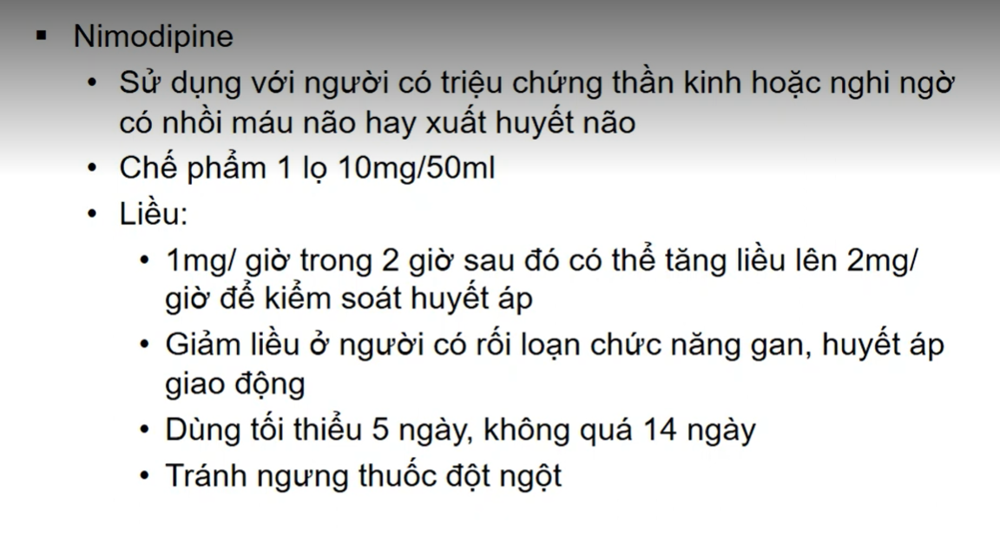 ▪ Nimodipine
• Sử dụng với người có triệu chứng thần kinh hoặc nghi ngờ
có nhồi máu não hay xuất huyết não
• Chế phẩm 1 lọ 10mg/50ml
• Liều:
• 1mg/ giờ trong 2 giờ sau đó có thể tăng liều lên 2mg/
giờ để kiểm soát huyết áp
• Giảm liều ở người có rối loạn chức năng gan, huyết áp
giao động
• Dùng tối thiểu 5 ngày, không quá 14 ngày
• Tránh ngưng thuốc đột ngột